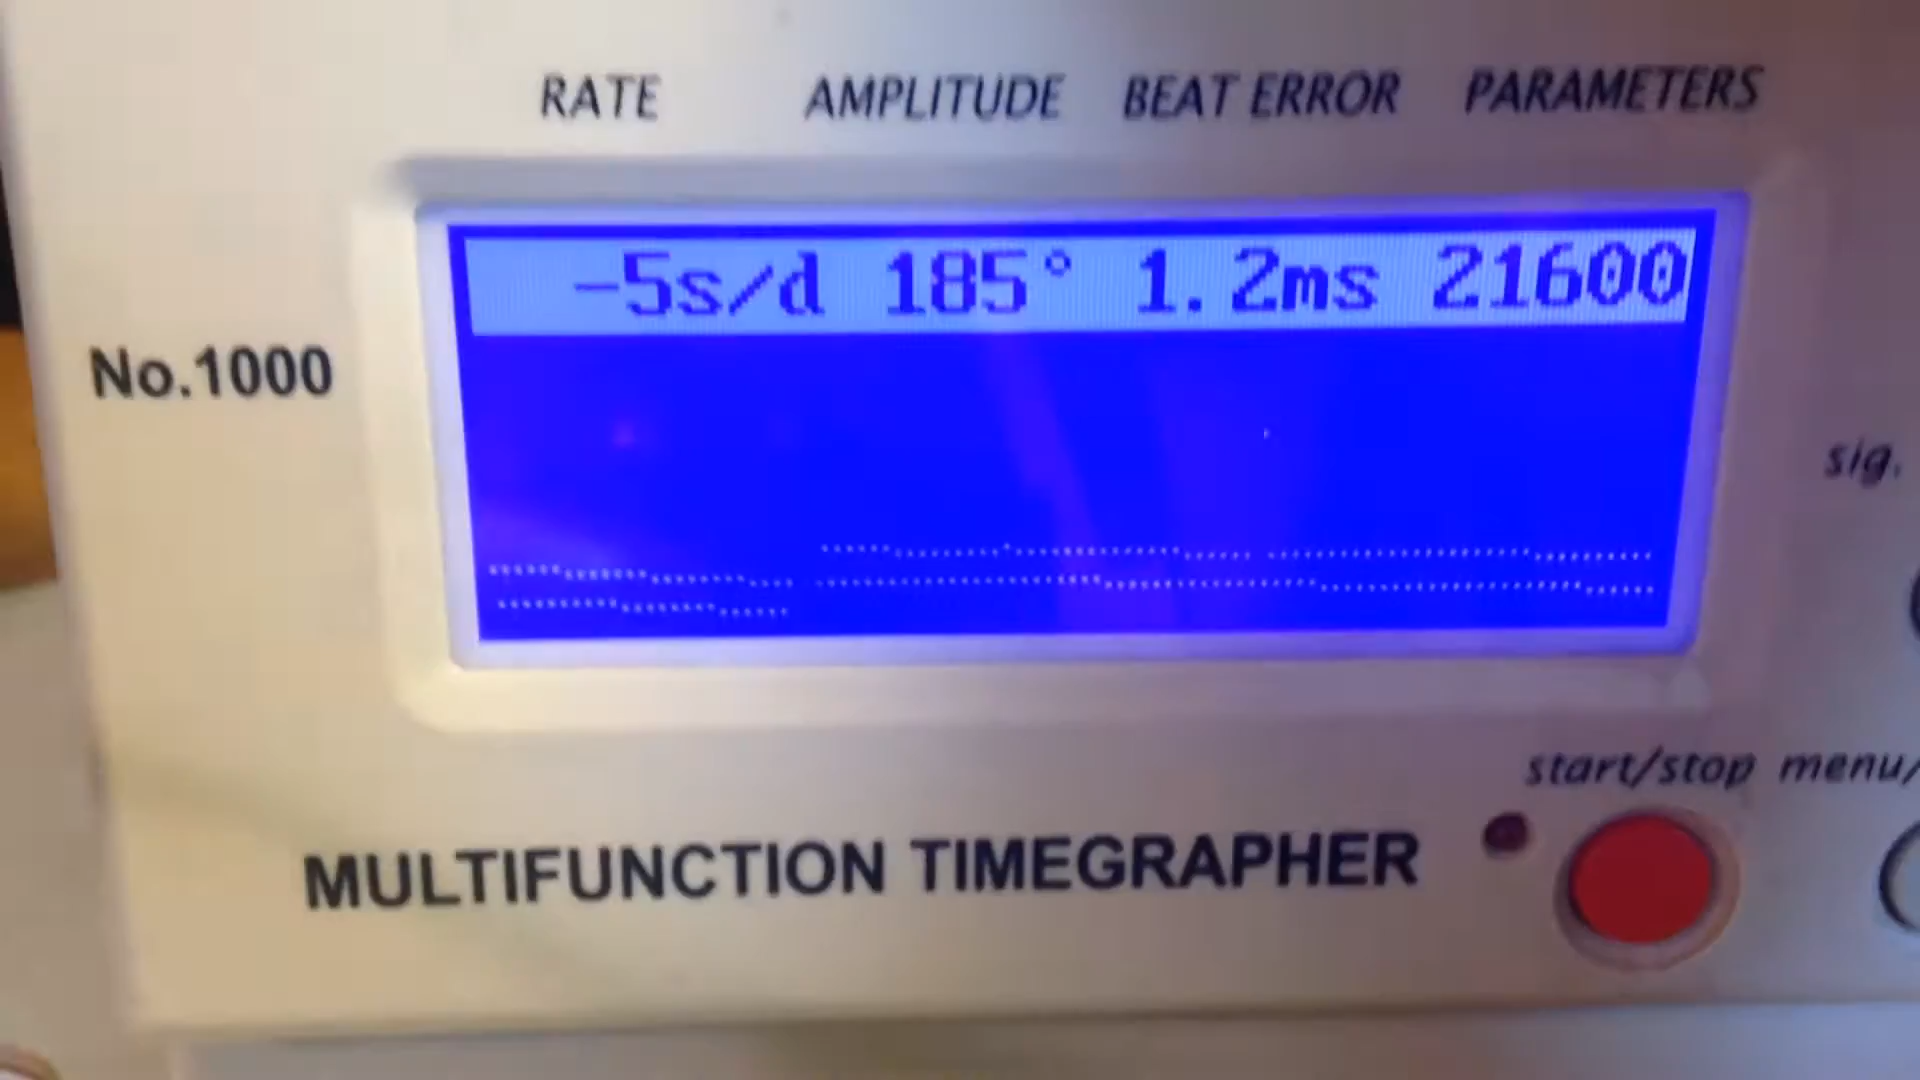 RATE AMPLITUDE BEAT ERROR PARAMETERS
-5s/d 185° 1.2ms 21600
No.1000
sig.
start/stop menu/
MULTIFUNCTION TIMEGRAPHER